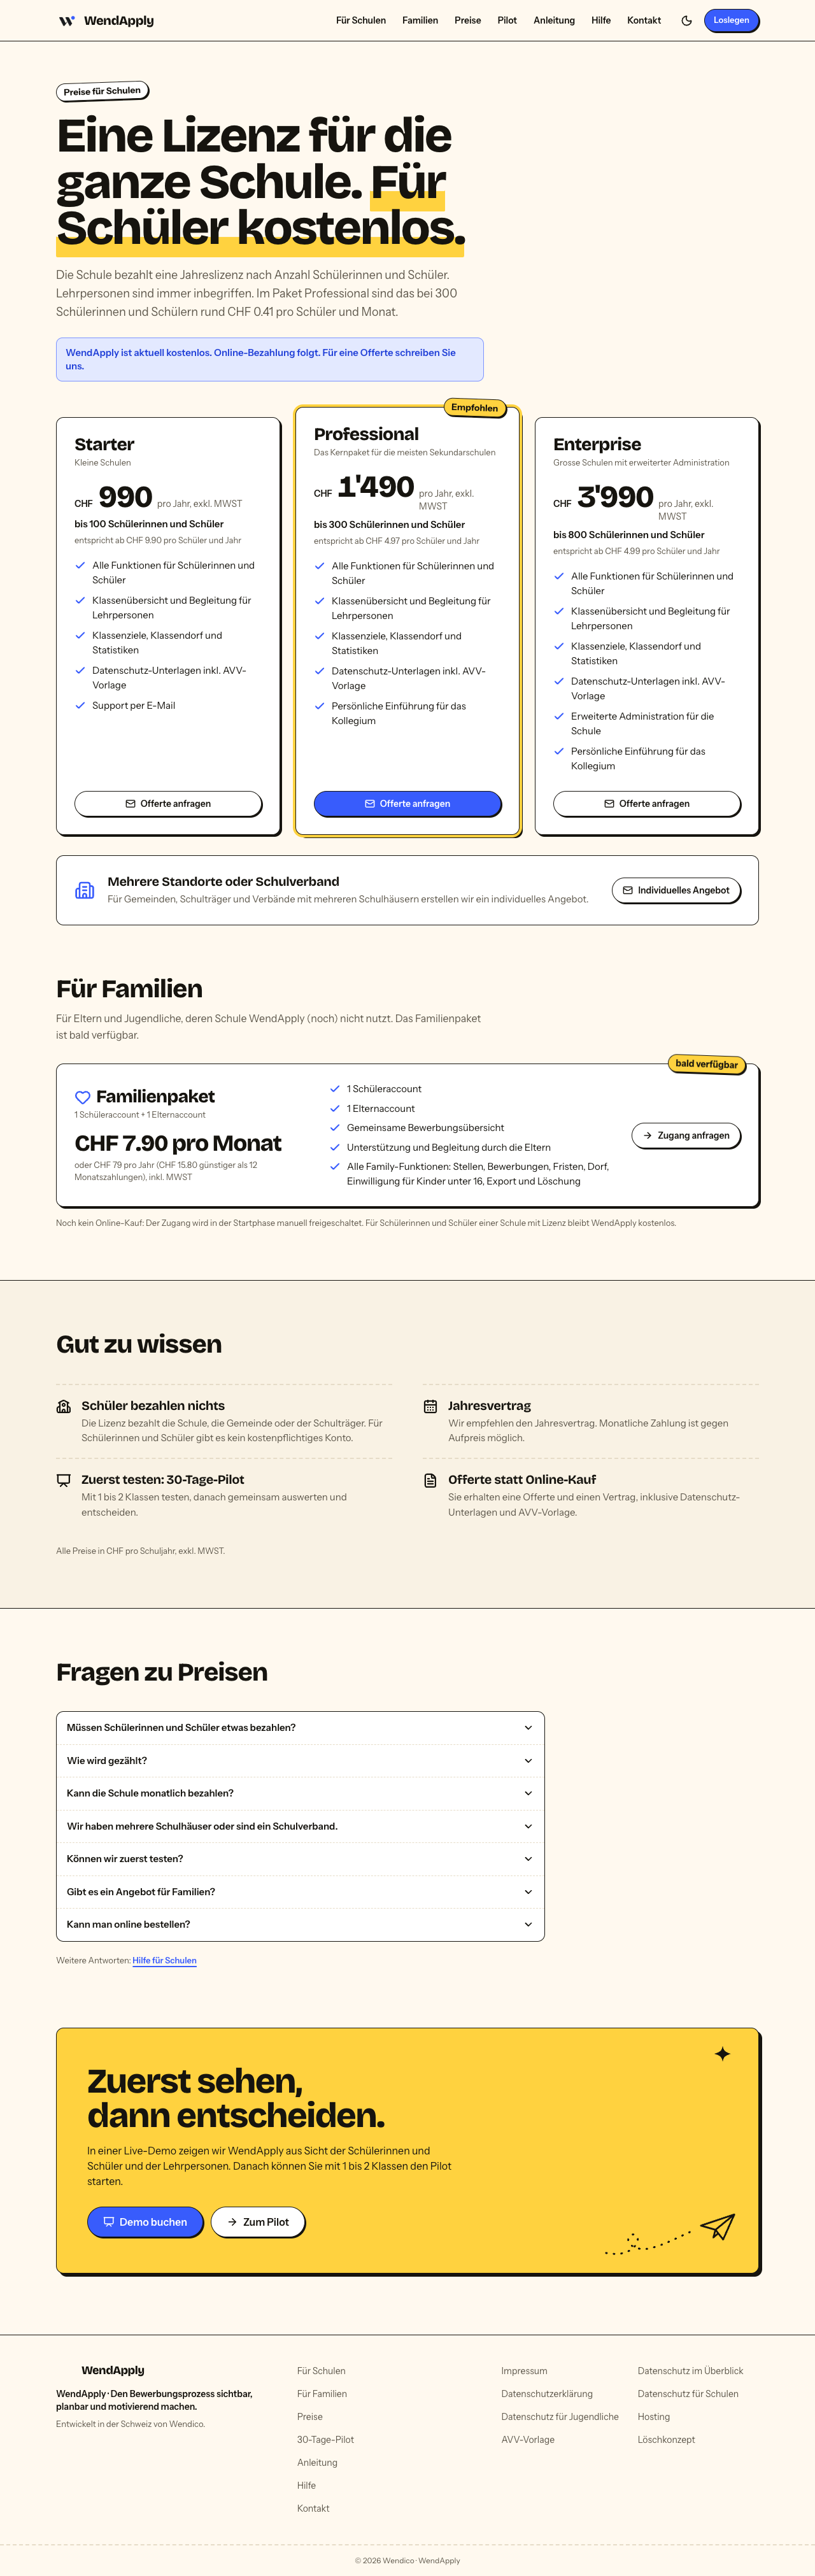 WendApply
Für Schulen
Familien
Preise
Pilot
Anleitung
Hilfe
Kontakt
Loslegen
Preise für Schulen
Eine Lizenz für die
ganze Schule. Für
Schüler kostenlos.
Die Schule bezahlt eine Jahreslizenz nach Anzahl Schülerinnen und Schüler.
Lehrpersonen sind immer inbegriffen. Im Paket Professional sind das bei 300
Schülerinnen und Schülern rund CHF 0.41 pro Schüler und Monat.
WendApply ist aktuell kostenlos. Online-Bezahlung folgt. Für eine Offerte schreiben Sie
uns.
Starter
Kleine Schulen
CHF 990 pro Jahr, exkl. MWST
bis 100 Schülerinnen und Schüler
entspricht ab CHF 9.90 pro Schüler und Jahr
Alle Funktionen für Schülerinnen und
Schüler
Klassenübersicht und Begleitung für
Lehrpersonen
Klassenziele, Klassendorf und
Statistiken
Datenschutz-Unterlagen inkl. AVV-
Vorlage
Support per E-Mail
Offerte anfragen
Empfohlen
Professional
Das Kernpaket für die meisten Sekundarschulen
CHF 1'490 pro Jahr, exkl.
MWST
bis 300 Schülerinnen und Schüler
entspricht ab CHF 4.97 pro Schüler und Jahr
Alle Funktionen für Schülerinnen und
Schüler
Klassenübersicht und Begleitung für
Lehrpersonen
Klassenziele, Klassendorf und
Statistiken
Datenschutz-Unterlagen inkl. AVV-
Vorlage
Persönliche Einführung für das
Kollegium
Offerte anfragen
Enterprise
Grosse Schulen mit erweiterter Administration
CHF 3'990 pro Jahr, exkl.
MWST
bis 800 Schülerinnen und Schüler
entspricht ab CHF 4.99 pro Schüler und Jahr
Alle Funktionen für Schülerinnen und
Schüler
Klassenübersicht und Begleitung für
Lehrpersonen
Klassenziele, Klassendorf und
Statistiken
Datenschutz-Unterlagen inkl. AVV-
Vorlage
Erweiterte Administration für die
Schule
Persönliche Einführung für das
Kollegium
Offerte anfragen
Mehrere Standorte oder Schulverband
Für Gemeinden, Schulträger und Verbände mit mehreren Schulhäusern erstellen wir ein individuelles Angebot.
Individuelles Angebot
Für Familien
Für Eltern und Jugendliche, deren Schule WendApply (noch) nicht nutzt. Das Familienpaket
ist bald verfügbar.
bald verfügbar
Familienpaket
1 Schüleraccount + 1 Elternaccount
CHF 7.90 pro Monat
oder CHF 79 pro Jahr (CHF 15.80 günstiger als 12
Monatszahlungen), inkl. MWST
1 Schüleraccount
1 Elternaccount
Gemeinsame Bewerbungsübersicht
Unterstützung und Begleitung durch die Eltern
Alle Family-Funktionen: Stellen, Bewerbungen, Fristen, Dorf,
Einwilligung für Kinder unter 16, Export und Löschung
Zugang anfragen
Noch kein Online-Kauf: Der Zugang wird in der Startphase manuell freigeschaltet. Für Schülerinnen und Schüler einer Schule mit Lizenz bleibt WendApply kostenlos.
Gut zu wissen
Schüler bezahlen nichts
Die Lizenz bezahlt die Schule, die Gemeinde oder der Schulträger. Für
Schülerinnen und Schüler gibt es kein kostenpflichtiges Konto.
Jahresvertrag
Wir empfehlen den Jahresvertrag. Monatliche Zahlung ist gegen
Aufpreis möglich.
Zuerst testen: 30-Tage-Pilot
Mit 1 bis 2 Klassen testen, danach gemeinsam auswerten und
entscheiden.
Offerte statt Online-Kauf
Sie erhalten eine Offerte und einen Vertrag, inklusive Datenschutz-
Unterlagen und AVV-Vorlage.
Alle Preise in CHF pro Schuljahr, exkl. MWST.
Fragen zu Preisen
Müssen Schülerinnen und Schüler etwas bezahlen?
Wie wird gezählt?
Kann die Schule monatlich bezahlen?
Wir haben mehrere Schulhäuser oder sind ein Schulverband.
Können wir zuerst testen?
Gibt es ein Angebot für Familien?
Kann man online bestellen?
Weitere Antworten: Hilfe für Schulen
Zuerst sehen,
dann entscheiden.
In einer Live-Demo zeigen wir WendApply aus Sicht der Schülerinnen und
Schüler und der Lehrpersonen. Danach können Sie mit 1 bis 2 Klassen den Pilot
starten.
Demo buchen
Zum Pilot
WendApply
WendApply · Den Bewerbungsprozess sichtbar,
planbar und motivierend machen.
Entwickelt in der Schweiz von Wendico.
Für Schulen
Für Familien
Preise
30-Tage-Pilot
Anleitung
Hilfe
Kontakt
Impressum
Datenschutzerklärung
Datenschutz für Jugendliche
AVV-Vorlage
Datenschutz im Überblick
Datenschutz für Schulen
Hosting
Löschkonzept
© 2026 Wendico · WendApply